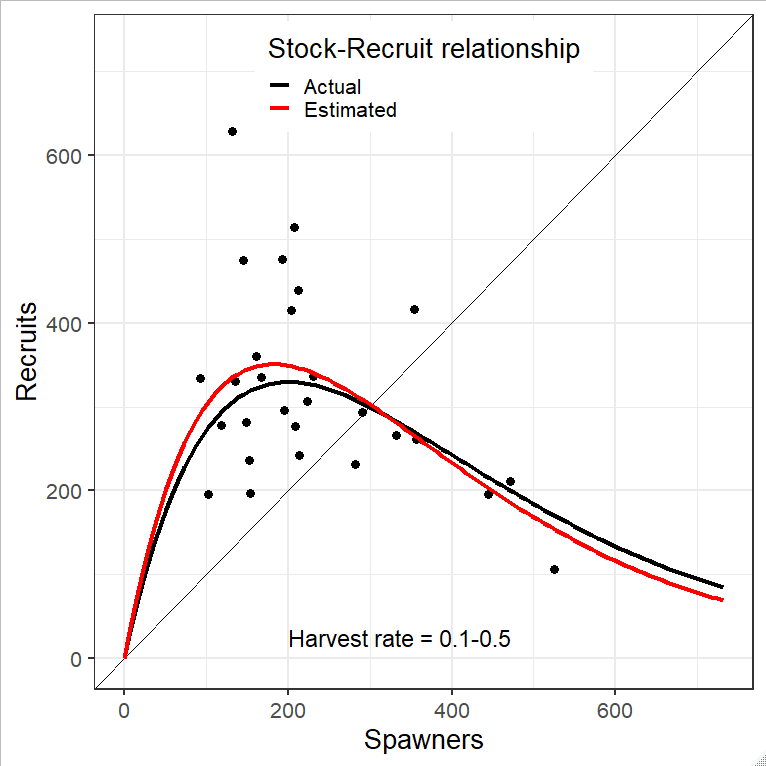 Stock-Recruit relationship
Actual
Estimated
600
400
200
0
Recruits
Harvest rate = 0.1-0.5
0 200 400 600
Spawners